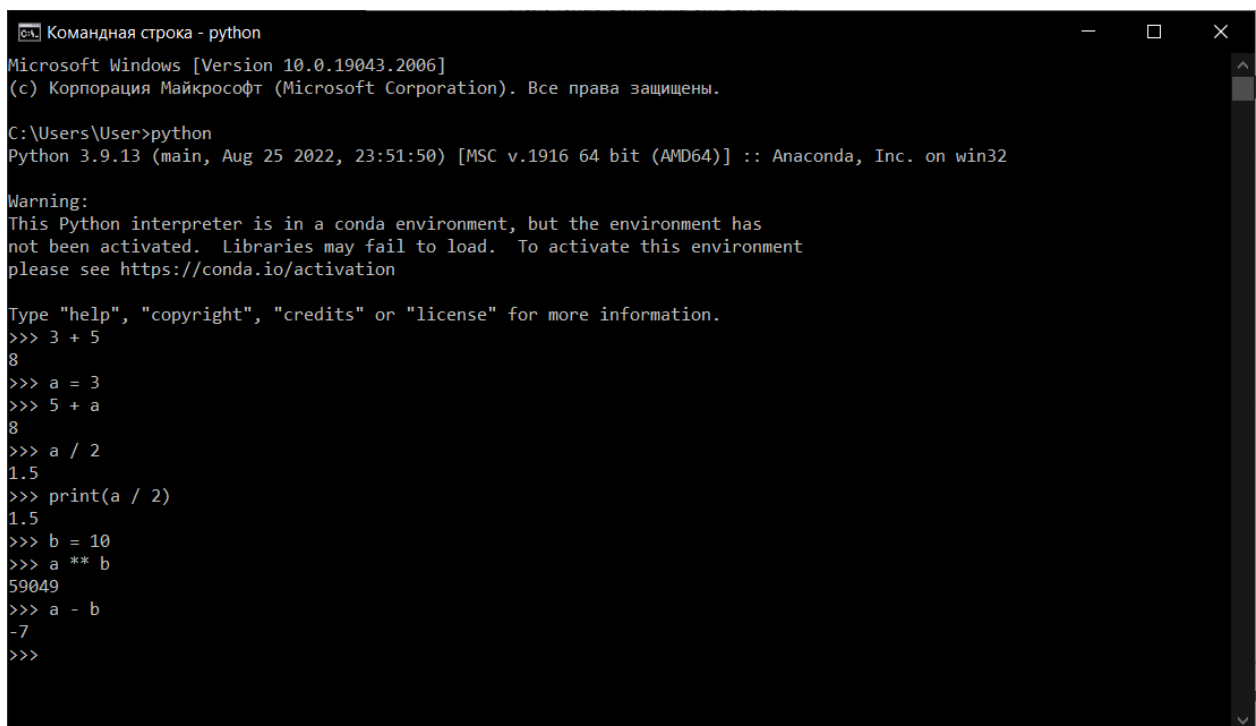 Командная строка - python
Microsoft Windows [Version 10.0.19043.2006]
(c) Корпорация Майкрософт (Microsoft Corporation). Все права защищены.
C:\Users\User>python
Python 3.9.13 (main, Aug 25 2022, 23:51:50) [MSC v.1916 64 bit (AMD64)] :: Anaconda, Inc. on win32
Warning:
This Python interpreter is in a conda environment, but the environment has
not been activated.  Libraries may fail to load.  To activate this environment
please see https://conda.io/activation
Type "help", "copyright", "credits" or "license" for more information.
>>> 3 + 5
8
>>> a = 3
>>> 5 + a
8
>>> a / 2
1.5
>>> print(a / 2)
1.5
>>> b = 10
>>> a ** b
59049
>>> a - b
-7
>>>